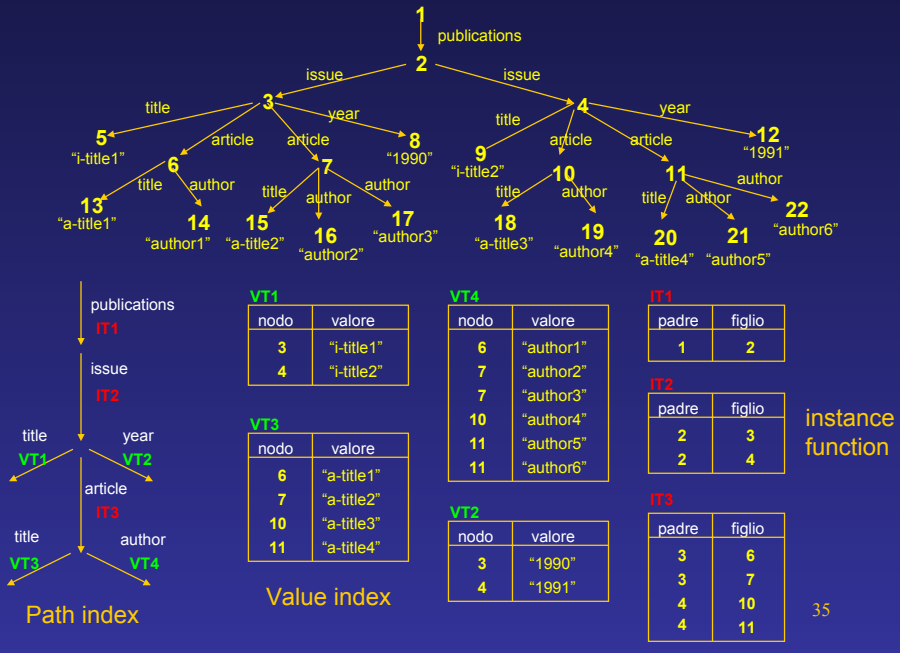 1
publications
2
issue issue
3 4
title article article year title article article year
5 8 9 12
“i-title1” “1990” “i-title2” “1991”
6 7 10 11
title author title author author title author title author author
13 14 15 16 17 18 19 20 21 22
“a-title1” “author1” “a-title2” “author2” “author3” “a-title3” “author4” “a-title4” “author5” “author6”
publications
IT1
issue
IT2
title year
VT1 VT2
article
IT3
title author
VT3 VT4
Path index
VT1
nodo valore
3 “i-title1”
4 “i-title2”
VT3
nodo valore
6 “a-title1”
7 “a-title2”
10 “a-title3”
11 “a-title4”
Value index
VT4
nodo valore
6 “author1”
7 “author2”
7 “author3”
10 “author4”
11 “author5”
11 “author6”
VT2
nodo valore
3 “1990”
4 “1991”
IT1
padre figlio
1 2
IT2
padre figlio
2 3
2 4
instance
function
IT3
padre figlio
3 6
3 7
4 10
4 11
35